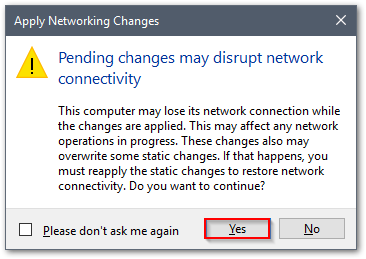 Apply Networking Changes
Pending changes may disrupt network
connectivity
This computer may lose its network connection while
the changes are applied. This may affect any network
operations in progress. These changes also may
overwrite some static changes. If that happens, you
must reapply the static changes to restore network
connectivity. Do you want to continue?
Please don't ask me again
Yes
No